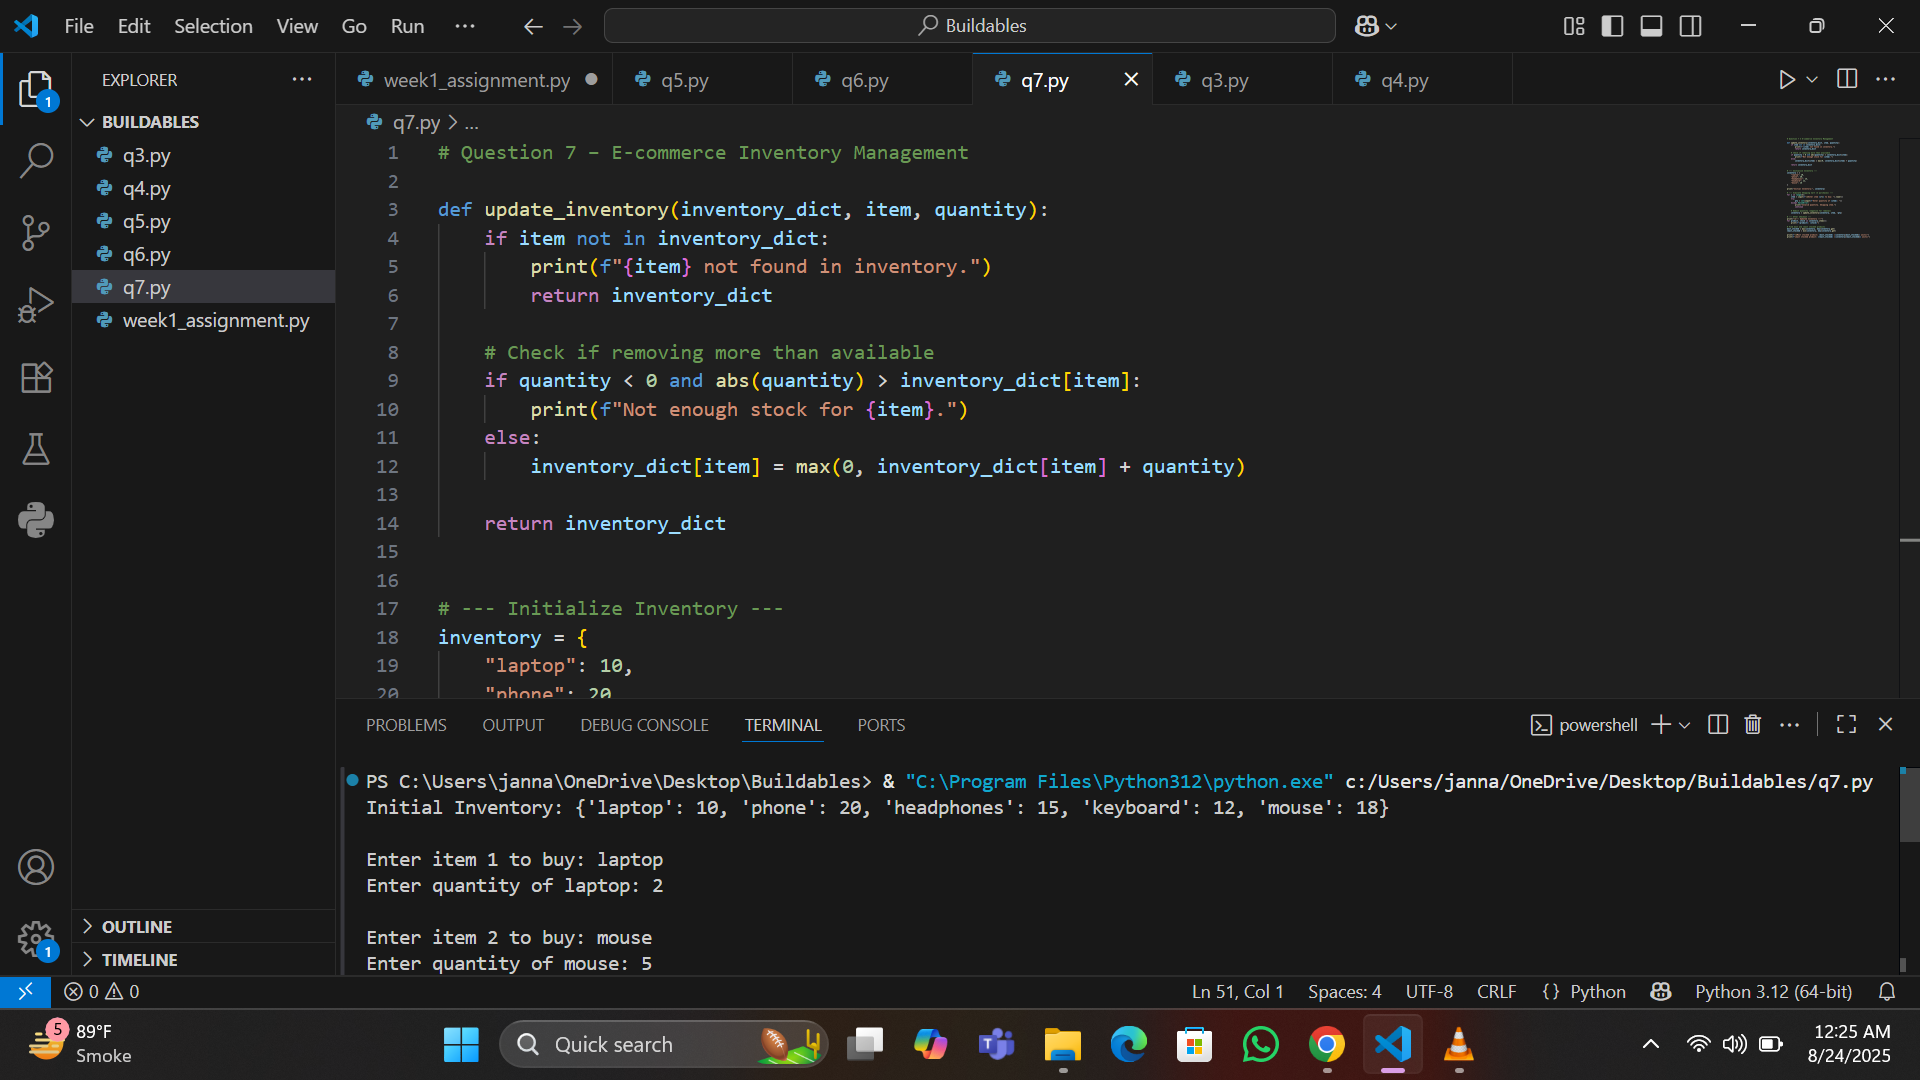 File Edit Selection View Go Run ··· Buildables
EXPLORER ···
BUILDABLES
q3.py
q4.py
q5.py
q6.py
q7.py
week1_assignment.py
OUTLINE
TIMELINE
1
1
week1_assignment.py q5.py q6.py q7.py q3.py q4.py
q7.py > ...
1 # Question 7 – E-commerce Inventory Management
2
3 def update_inventory(inventory_dict, item, quantity):
4 if item not in inventory_dict:
5 print(f"{item} not found in inventory.")
6 return inventory_dict
7
8 # Check if removing more than available
9 if quantity < 0 and abs(quantity) > inventory_dict[item]:
10 print(f"Not enough stock for {item}.")
11 else:
12 inventory_dict[item] = max(0, inventory_dict[item] + quantity)
13
14 return inventory_dict
15
16
17 # --- Initialize Inventory ---
18 inventory = {
19 "laptop": 10,
20 "phone": 20
PROBLEMS OUTPUT DEBUG CONSOLE TERMINAL PORTS powershell
PS C:\Users\janna\OneDrive\Desktop\Buildables> & "C:\Program Files\Python312\python.exe" c:/Users/janna/OneDrive/Desktop/Buildables/q7.py
Initial Inventory: {'laptop': 10, 'phone': 20, 'headphones': 15, 'keyboard': 12, 'mouse': 18}
Enter item 1 to buy: laptop
Enter quantity of laptop: 2
Enter item 2 to buy: mouse
Enter quantity of mouse: 5
0 0 Ln 51, Col 1 Spaces: 4 UTF-8 CRLF {} Python Python 3.12 (64-bit)
5 89°F
Smoke
Quick search
12:25 AM
8/24/2025